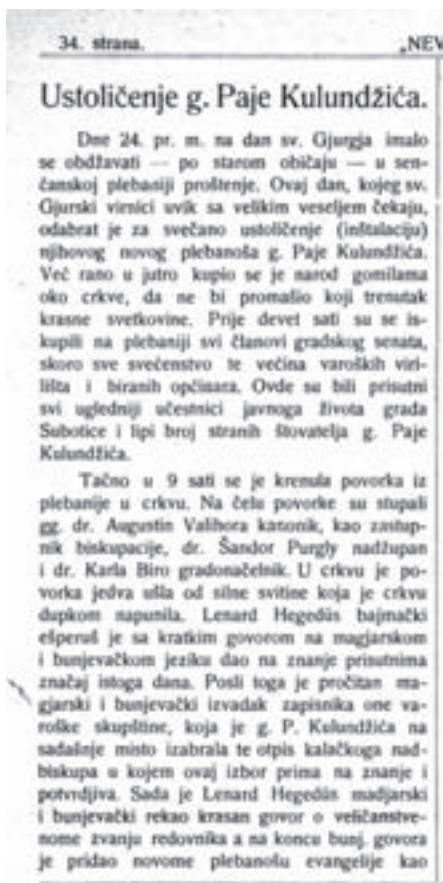 34. strana.
„NEV
Ustoličenje g. Paje Kulundžića.
Dne 24. pr. m. na dan sv. Gjurgja imalo
se obdžavati — po starom običaju — u sen-
ćanskoj plebaniji proštenje. Ovaj dan, kojeg sv.
Gjurski virnici uvik sa velikim veseljem čekaju,
odabrat je za svečano ustoličenje (inštalaciju)
njihovog novog plebanoša g. Paje Kulundžića.
Već rano u jutro kupio se je narod gomilama
oko crkve, da ne bi promašio koji trenutak
krasne svetkovine. Prije devet sati su se is-
kupili na plebaniji svi članovi gradskog senata,
skoro sve svećenstvo te većina varoških viri-
lišta i biranih općinara. Ovde su bili prisutni
svi ugledniji učestnici javnoga života grada
Subotice i lipi broj stranih štovatelja g. Paje
Kulundžića.
Tačno u 9 sati se je krenula povorka iz
plebanije u crkvu. Na čelu povorke su stupali
gg. dr. Augustin Valihora kanonik, kao zastup-
nik biskupacije, dr. Šandor Purgly nadžupan
i dr. Karla Biro gradonačelnik. U crkvu je po-
vorka jedva ušla od silne svitine koja je crkvu
dupkom napunila. Lenard Hegedüs bajmački
ešperuš je sa kratkim govorom na magjarskom
i bunjevačkom jeziku dao na znanje prisutnima
značaj istoga dana. Posli toga je pročitan ma-
gjarski i bunjevački izvadak zapisnika one va-
roške skupštine, koja je g. P. Kulundžića na
sadašnje misto izabrala te otpis kalačkoga nad-
biskupa u kojem ovaj izbor prima na znanje i
potvrdjiva. Sada je Lenard Hegedüs madjarski
i bunjevački rekao krasan govor o veličanstve-
nome zvanju redovnika a na koncu bunj. govora
je pridao novome plebanošu evangelije kao